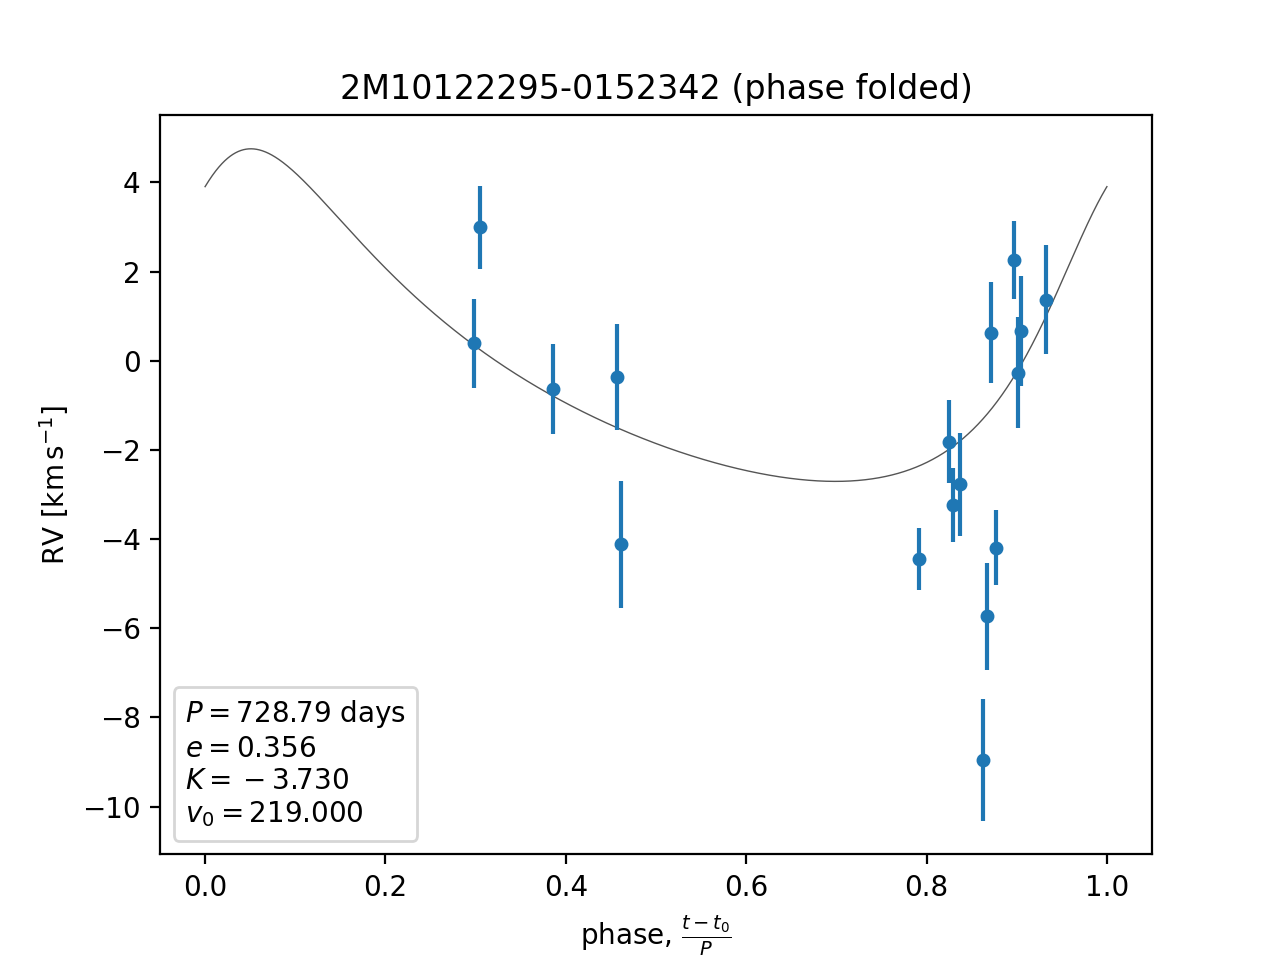 2M10122295-0152342 (phase folded)
RV [km s⁻¹]
4
2
0
−2
−4
−6
−8
−10
P = 728.79 days
e = 0.356
K = −3.730
v₀ = 219.000
0.0 0.2 0.4 0.6 0.8 1.0
phase, (t − t₀)/P